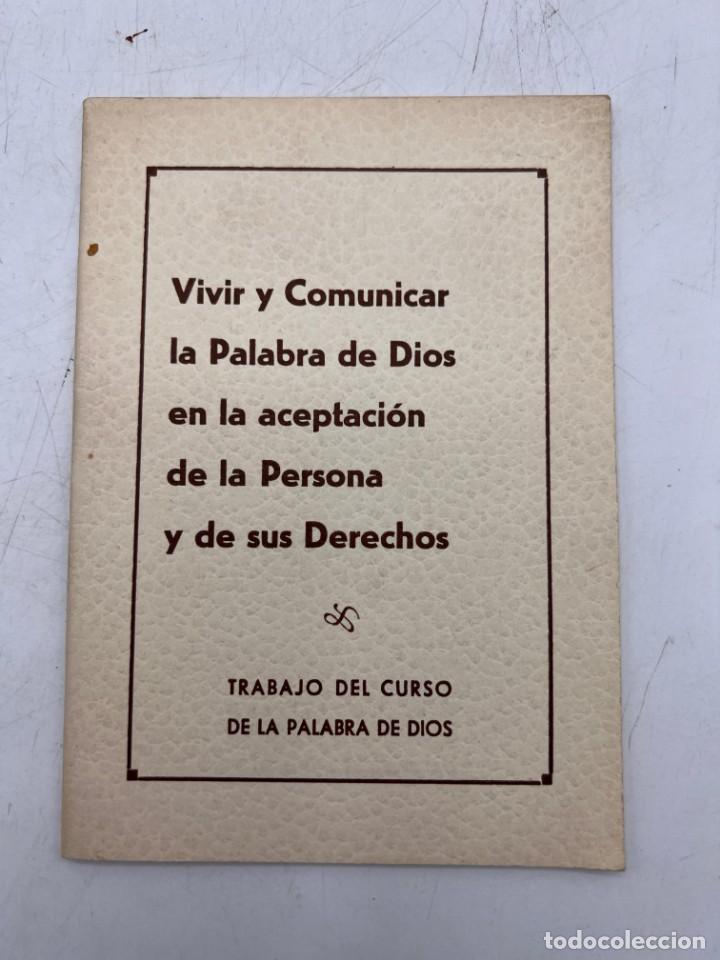 Vivir y Comunicar
la Palabra de Dios
en la aceptación
de la Persona
y de sus Derechos
TRABAJO DEL CURSO
DE LA PALABRA DE DIOS
todocoleccion